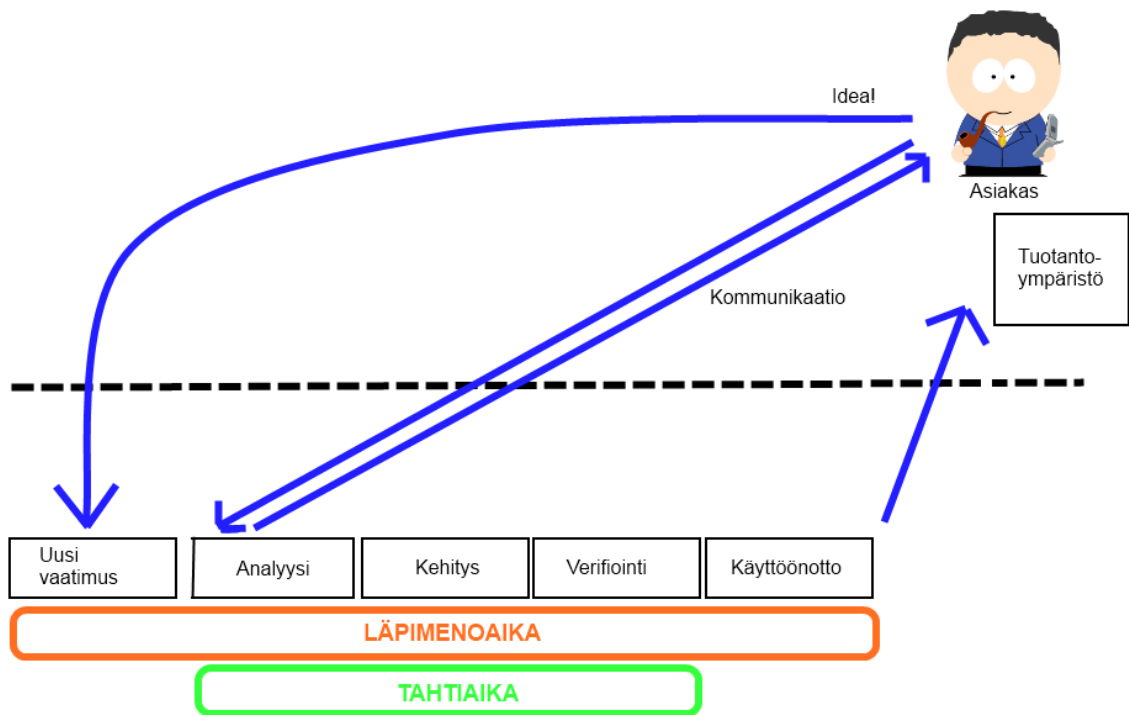 Idea!
Asiakas
Tuotanto-
ympäristö
Kommunikaatio
Uusi
vaatimus
Analyysi
Kehitys
Verifiointi
Käyttöönotto
LÄPIMENOAIKA
TAHTIAIKA